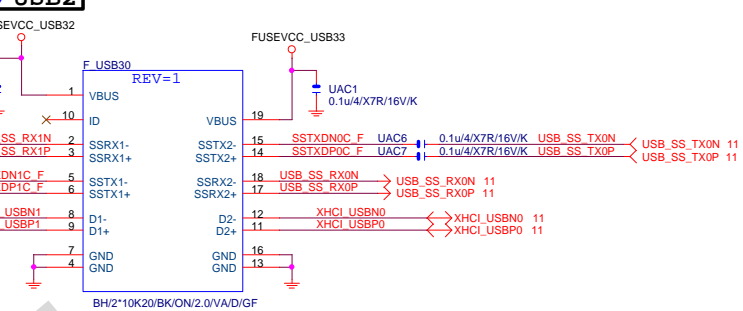 USB2
SEVCC_USB32
FUSEVCC_USB33
F_USB30
REV=1
UAC1
0.1u/4/X7R/16V/K
1 VBUS
10 ID
VBUS 19
SS_RX1N 2 SSRX1- SSTX2- 15 SSTXDN0C_F UAC6 0.1u/4/X7R/16V/K USB_SS_TX0N USB_SS_TX0N 11
SS_RX1P 3 SSRX1+ SSTX2+ 14 SSTXDP0C_F UAC7 0.1u/4/X7R/16V/K USB_SS_TX0P USB_SS_TX0P 11
DN1C_F 5 SSTX1- SSRX2- 18 USB_SS_RX0N USB_SS_RX0N 11
DP1C_F 6 SSTX1+ SSRX2+ 17 USB_SS_RX0P USB_SS_RX0P 11
_USBN1 8 D1- D2- 12 XHCI_USBN0 XHCI_USBN0 11
_USBP1 9 D1+ D2+ 11 XHCI_USBP0 XHCI_USBP0 11
7 GND GND 16
4 GND GND 13
BH/2*10K20/BK/ON/2.0/VA/D/GF